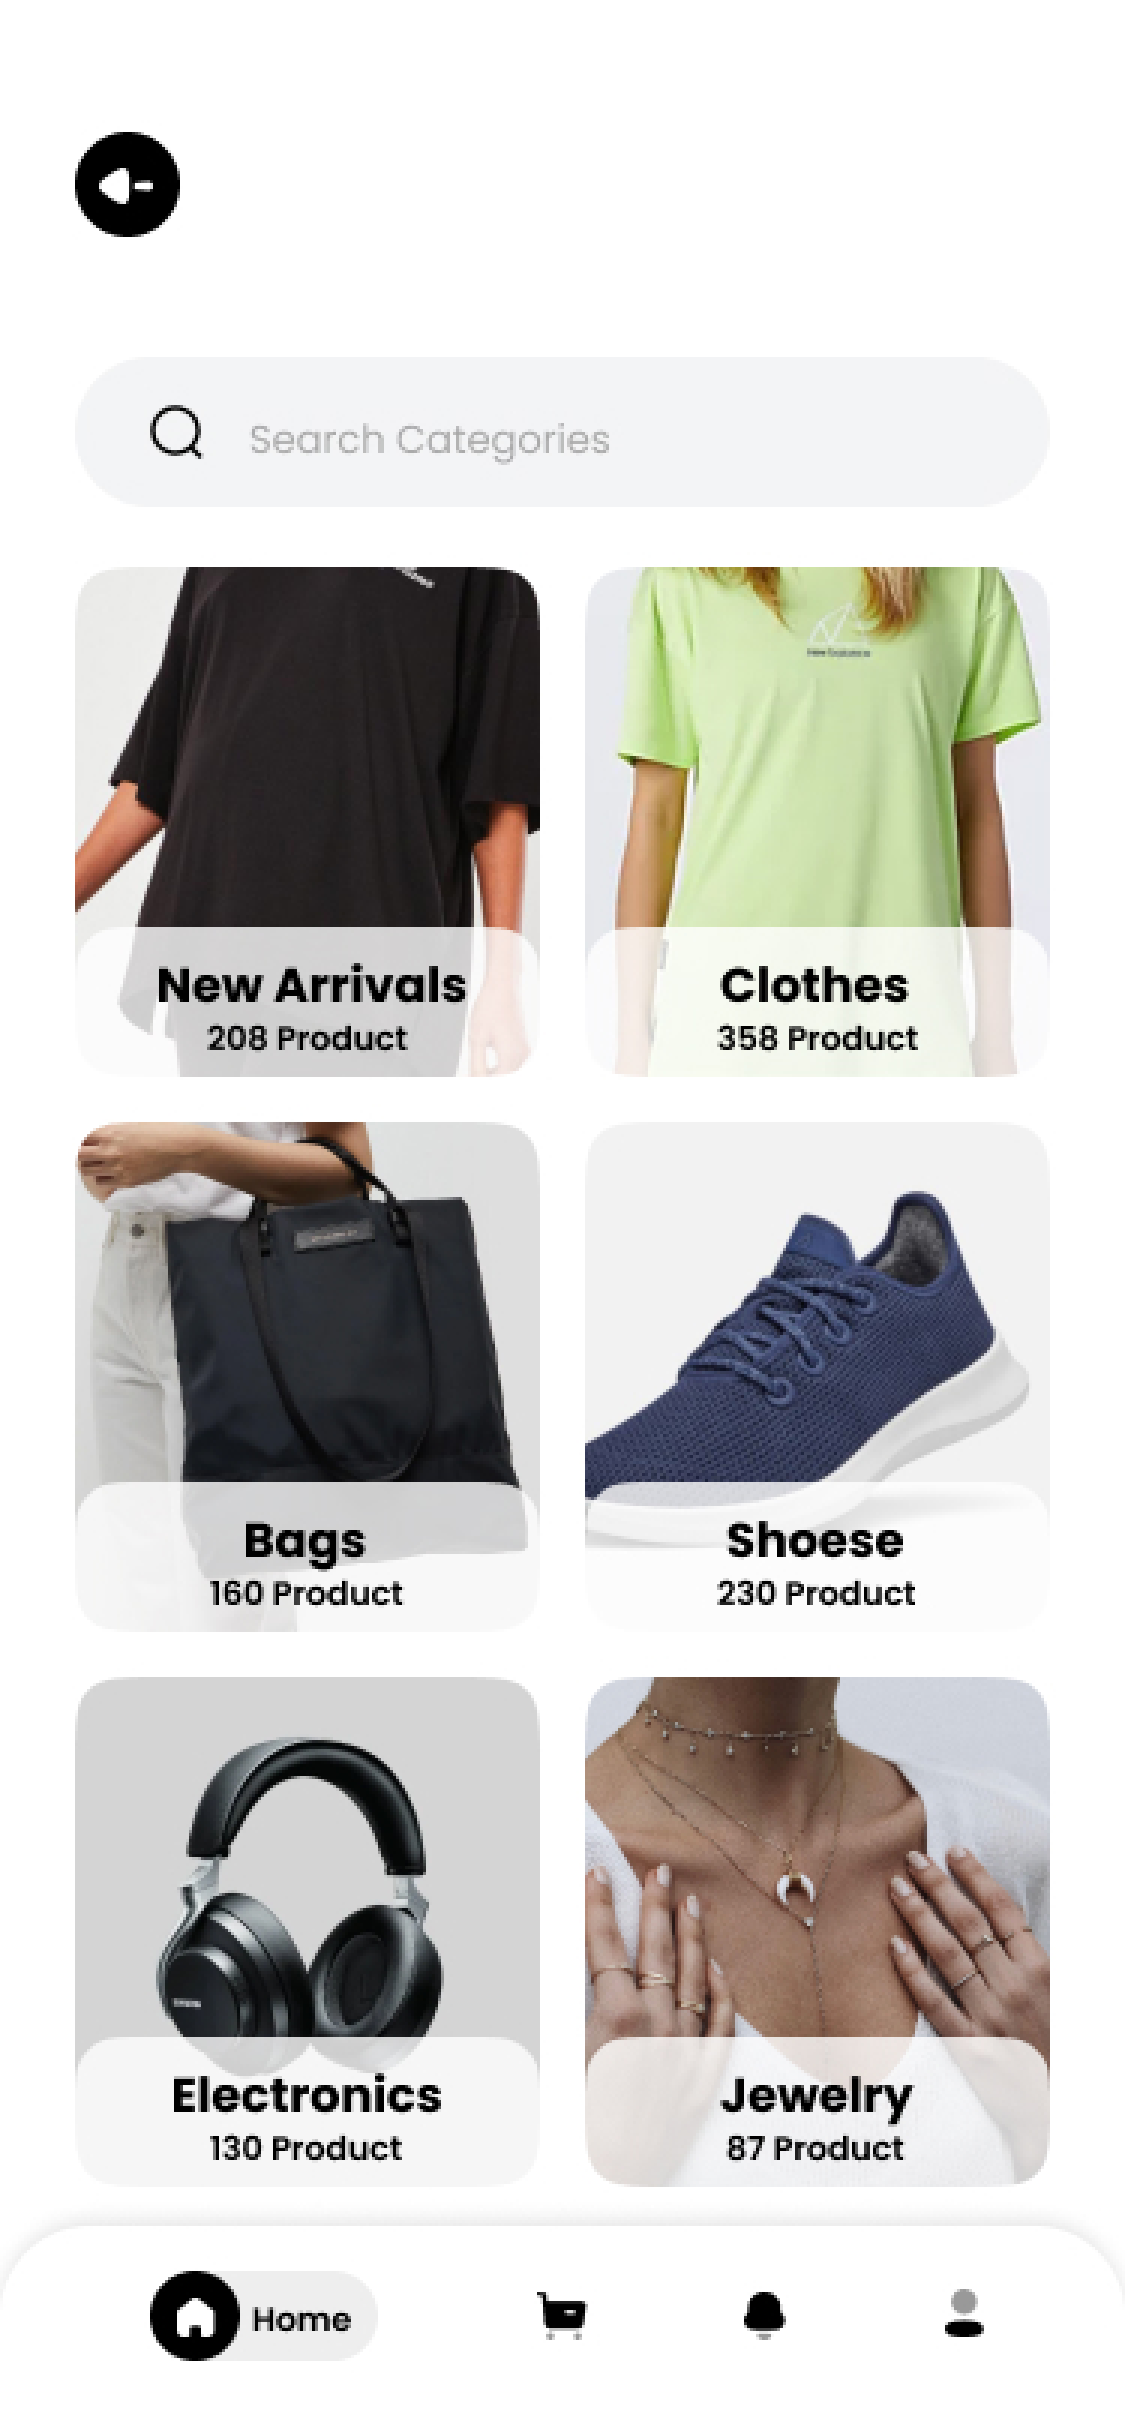 Search Categories
New Arrivals
208 Product
Clothes
358 Product
Bags
160 Product
Shoese
230 Product
Electronics
130 Product
Jewelry
87 Product
Home